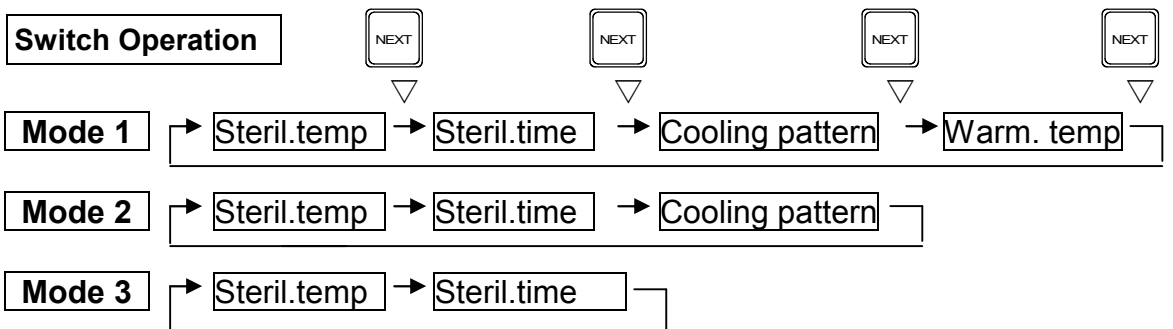 Switch Operation NEXT NEXT NEXT NEXT
Mode 1 Steril.temp Steril.time Cooling pattern Warm. temp
Mode 2 Steril.temp Steril.time Cooling pattern
Mode 3 Steril.temp Steril.time